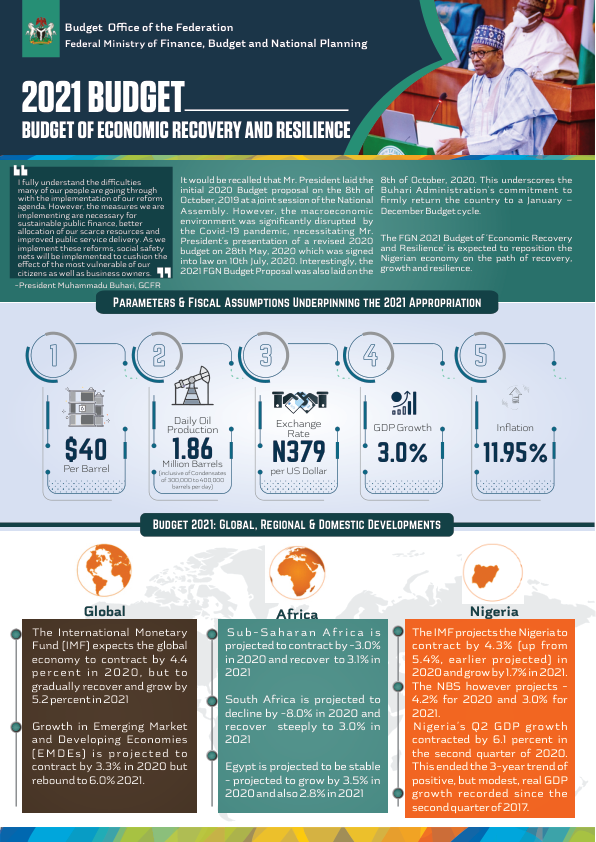 Budget Office of the Federation
Federal Ministry of Finance, Budget and National Planning
2021 BUDGET
BUDGET OF ECONOMIC RECOVERY AND RESILIENCE
I fully understand the difficulties
many of our people are going through
with the implementation of our reform
agenda. However, the measures we are
implementing are necessary for
sustainable public finance, better
allocation of our scarce resources and
improved public service delivery. As we
implement these reforms, social safety
nets will be implemented to cushion the
effect of the most vulnerable of our
citizens as well as business owners.
-President Muhammadu Buhari, GCFR
It would be recalled that Mr. President laid the
initial 2020 Budget proposal on the 8th of
October, 2019 at a joint session of the National
Assembly. However, the macroeconomic
environment was significantly disrupted by
the Covid-19 pandemic, necessitating Mr.
President's presentation of a revised 2020
budget on 28th May, 2020 which was signed
into law on 10th July, 2020. Interestingly, the
2021 FGN Budget Proposal was also laid on the
8th of October, 2020. This underscores the
Buhari Administration's commitment to
firmly return the country to a January –
December Budget cycle.
The FGN 2021 Budget of 'Economic Recovery
and Resilience' is expected to reposition the
Nigerian economy on the path of recovery,
growth and resilience.
PARAMETERS & FISCAL ASSUMPTIONS UNDERPINNING THE 2021 APPROPRIATION
1
$40
Per Barrel
2
Daily Oil
Production
1.86
Million Barrels
(inclusive of Condensates
of 300,000 to 400,000
barrels per day)
3
Exchange
Rate
N379
per US Dollar
4
GDP Growth
3.0%
5
Inflation
11.95%
BUDGET 2021: GLOBAL, REGIONAL & DOMESTIC DEVELOPMENTS
Global
The International Monetary
Fund (IMF) expects the global
economy to contract by 4.4
percent in 2020, but to
gradually recover and grow by
5.2 percent in 2021
Growth in Emerging Market
and Developing Economies
(EMDEs) is projected to
contract by 3.3% in 2020 but
rebound to 6.0% 2021.
Africa
Sub-Saharan Africa is
projected to contract by -3.0%
in 2020 and recover to 3.1% in
2021
South Africa is projected to
decline by -8.0% in 2020 and
recover steeply to 3.0% in
2021
Egypt is projected to be stable
- projected to grow by 3.5% in
2020 and also 2.8% in 2021
Nigeria
The IMF projects the Nigeria to
contract by 4.3% (up from
5.4%, earlier projected) in
2020 and grow by 1.7% in 2021.
The NBS however projects -
4.2% for 2020 and 3.0% for
2021.
Nigeria's Q2 GDP growth
contracted by 6.1 percent in
the second quarter of 2020.
This ended the 3-year trend of
positive, but modest, real GDP
growth recorded since the
second quarter of 2017.